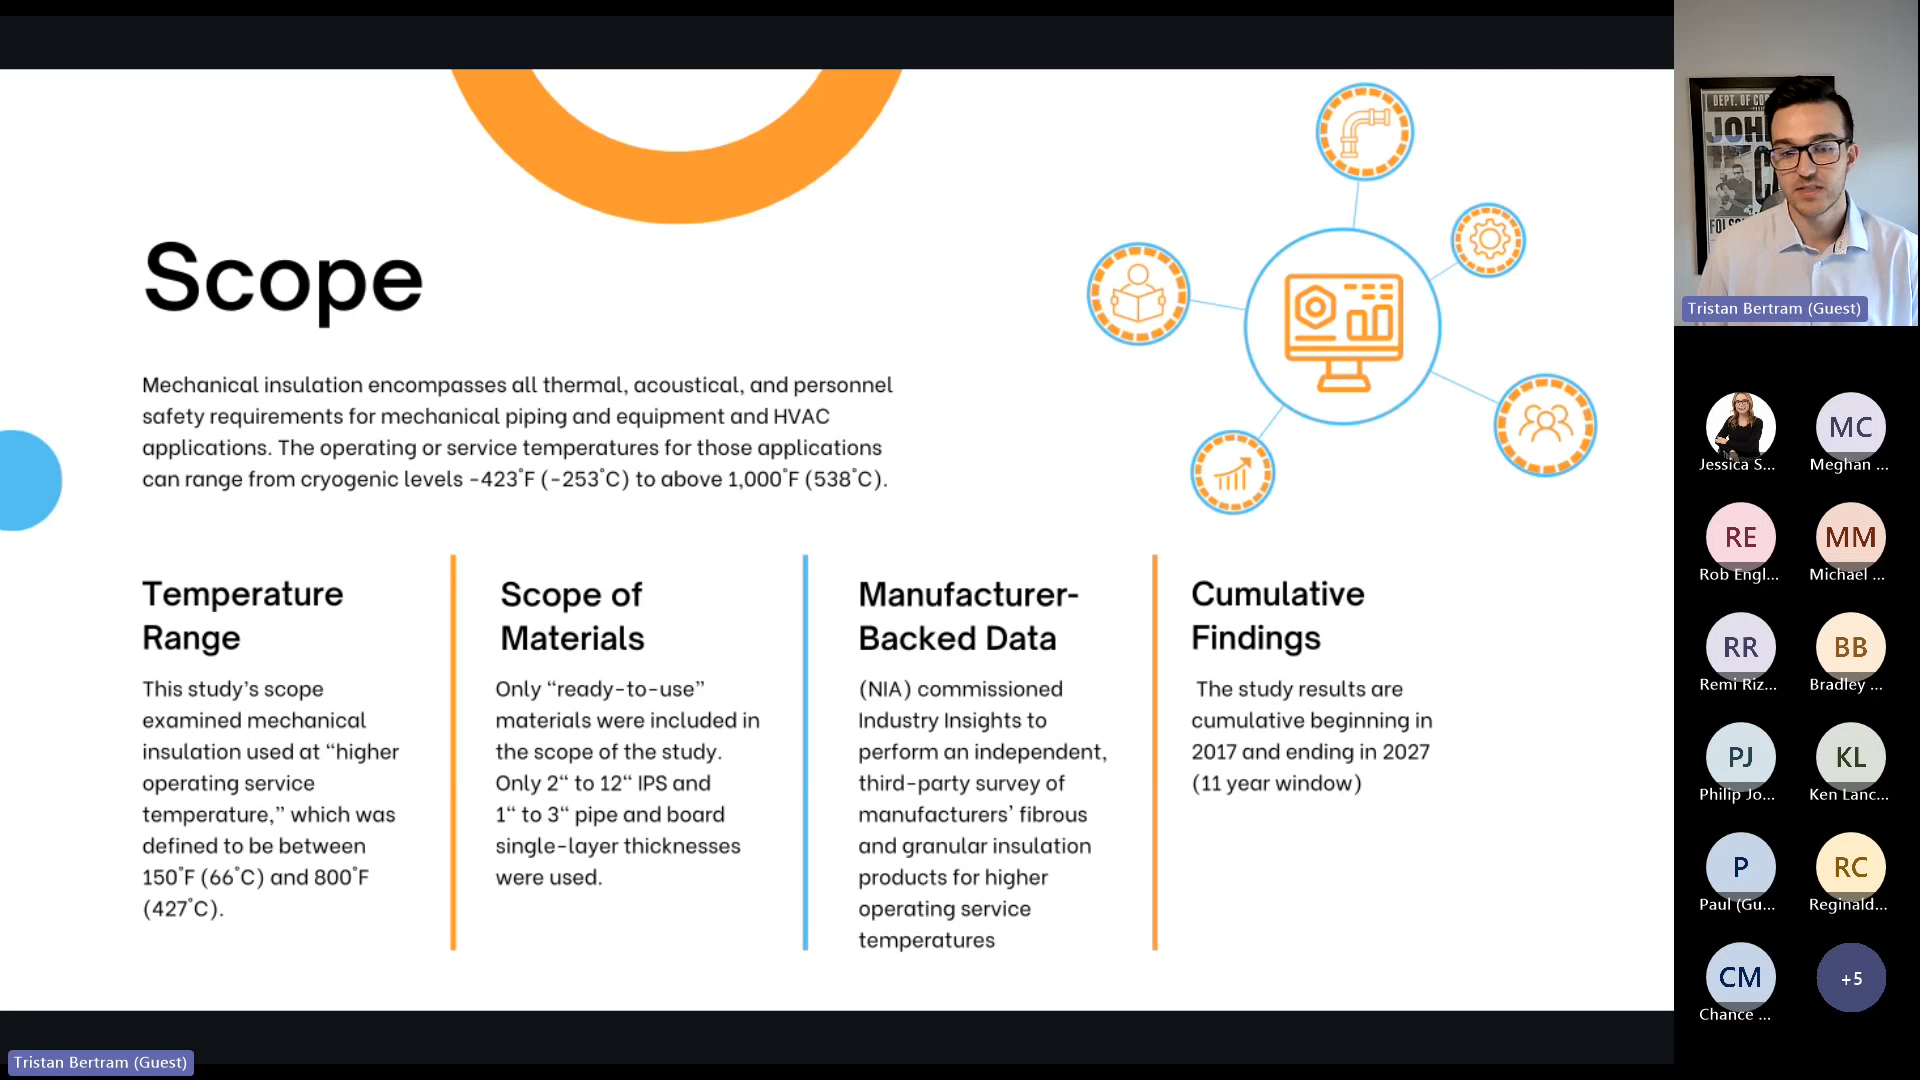 Scope
Mechanical insulation encompasses all thermal, acoustical, and personnel
safety requirements for mechanical piping and equipment and HVAC
applications. The operating or service temperatures for those applications
can range from cryogenic levels -423°F (-253°C) to above 1,000°F (538°C).
Temperature
Range
This study's scope
examined mechanical
insulation used at “higher
operating service
temperature,” which was
defined to be between
150°F (66°C) and 800°F
(427°C).
Scope of
Materials
Only “ready-to-use”
materials were included in
the scope of the study.
Only 2“ to 12“ IPS and
1“ to 3“ pipe and board
single-layer thicknesses
were used.
Manufacturer-
Backed Data
(NIA) commissioned
Industry Insights to
perform an independent,
third-party survey of
manufacturers’ fibrous
and granular insulation
products for higher
operating service
temperatures
Cumulative
Findings
The study results are
cumulative beginning in
2017 and ending in 2027
(11 year window)
Tristan Bertram (Guest)
DEPT. OF
JOH
Tristan Bertram (Guest)
Jessica S...
MC
Meghan ...
RE
Rob Engl...
MM
Michael ...
RR
Remi Riz...
BB
Bradley ...
PJ
Philip Jo...
KL
Ken Lanc...
P
Paul (Gu...
RC
Reginald...
CM
Chance ...
+5